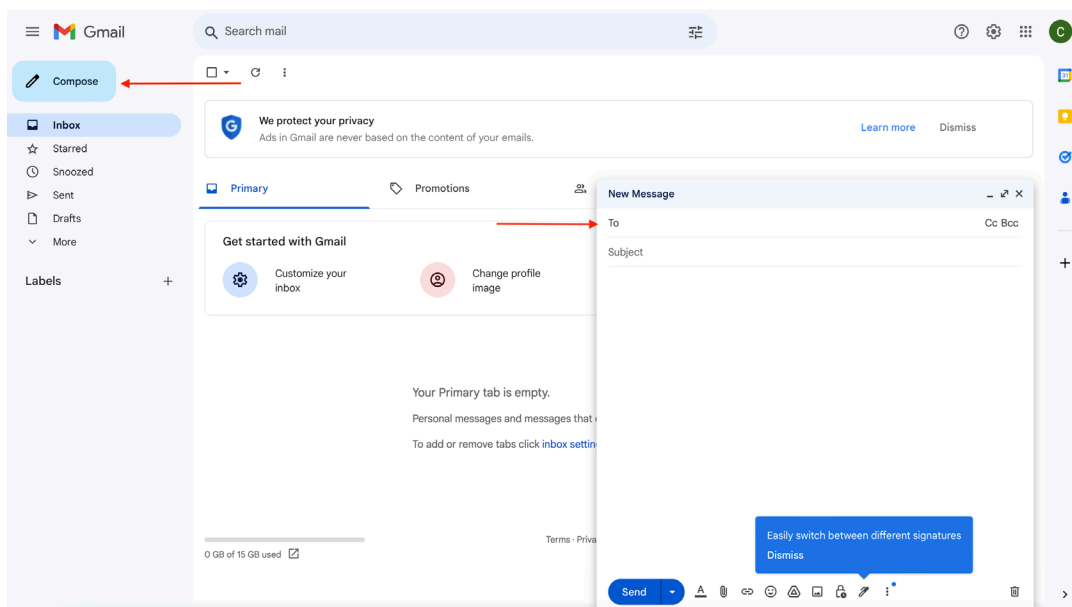 Gmail
Search mail
C
Compose
Inbox
Starred
Snoozed
Sent
Drafts
More
Labels
31
G
We protect your privacy
Ads in Gmail are never based on the content of your emails.
Learn more
Dismiss
Primary
Promotions
Get started with Gmail
Customize your
inbox
Change profile
image
Your Primary tab is empty.
Personal messages and messages that
To add or remove tabs click inbox settin
0 GB of 15 GB used
Terms · Priva
New Message
To
Cc Bcc
Subject
Easily switch between different signatures
Dismiss
Send